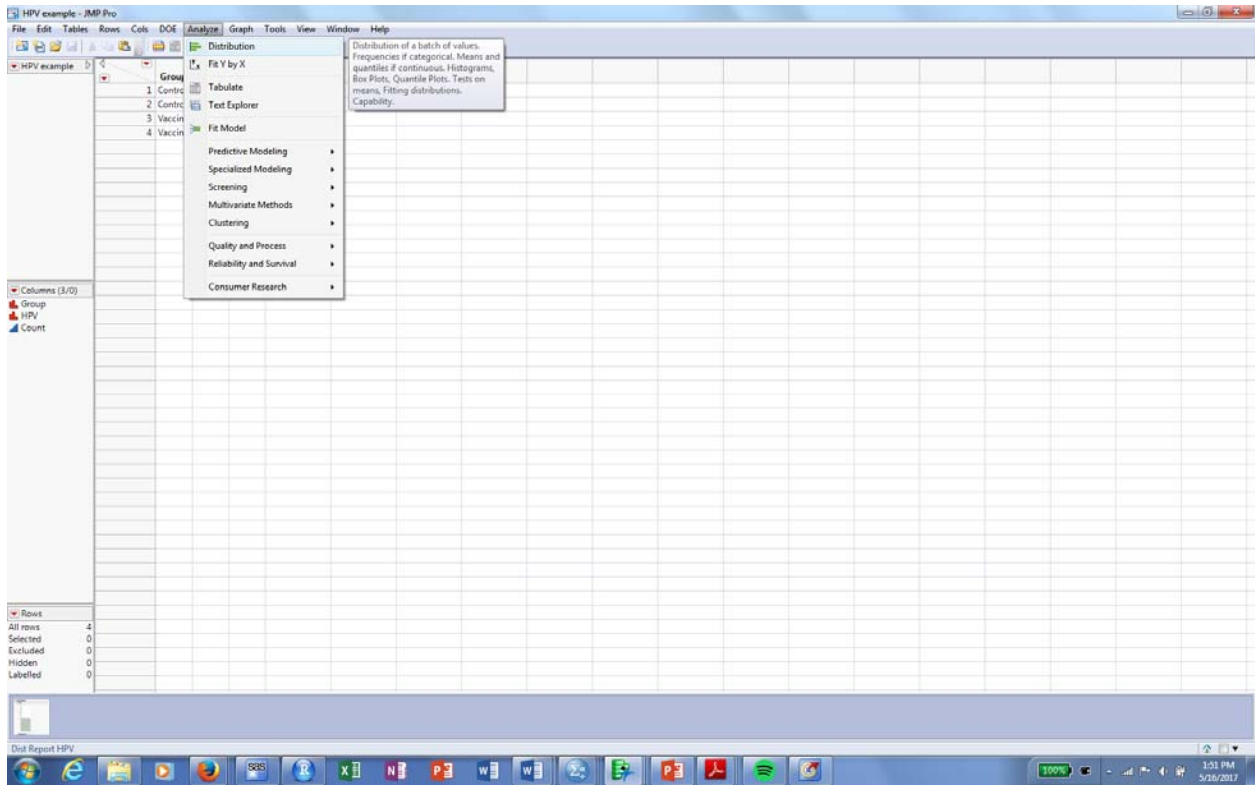 HPV example - JMP Pro
File Edit Tables Rows Cols DOE Analyze Graph Tools View Window Help
HPV example
Group
1 Contro
2 Contro
3 Vaccin
4 Vaccin
Distribution
Fit Y by X
Tabulate
Text Explorer
Fit Model
Predictive Modeling
Specialized Modeling
Screening
Multivariate Methods
Clustering
Quality and Process
Reliability and Survival
Consumer Research
Distribution of a batch of values.
Frequencies if categorical. Means and
quantiles if continuous. Histograms,
Box Plots, Quantile Plots. Tests on
means, Fitting distributions.
Capability.
Columns (3/0)
Group
HPV
Count
Rows
All rows 4
Selected 0
Excluded 0
Hidden 0
Labelled 0
Dist Report HPV
SAS
100%
1:51 PM
5/16/2017